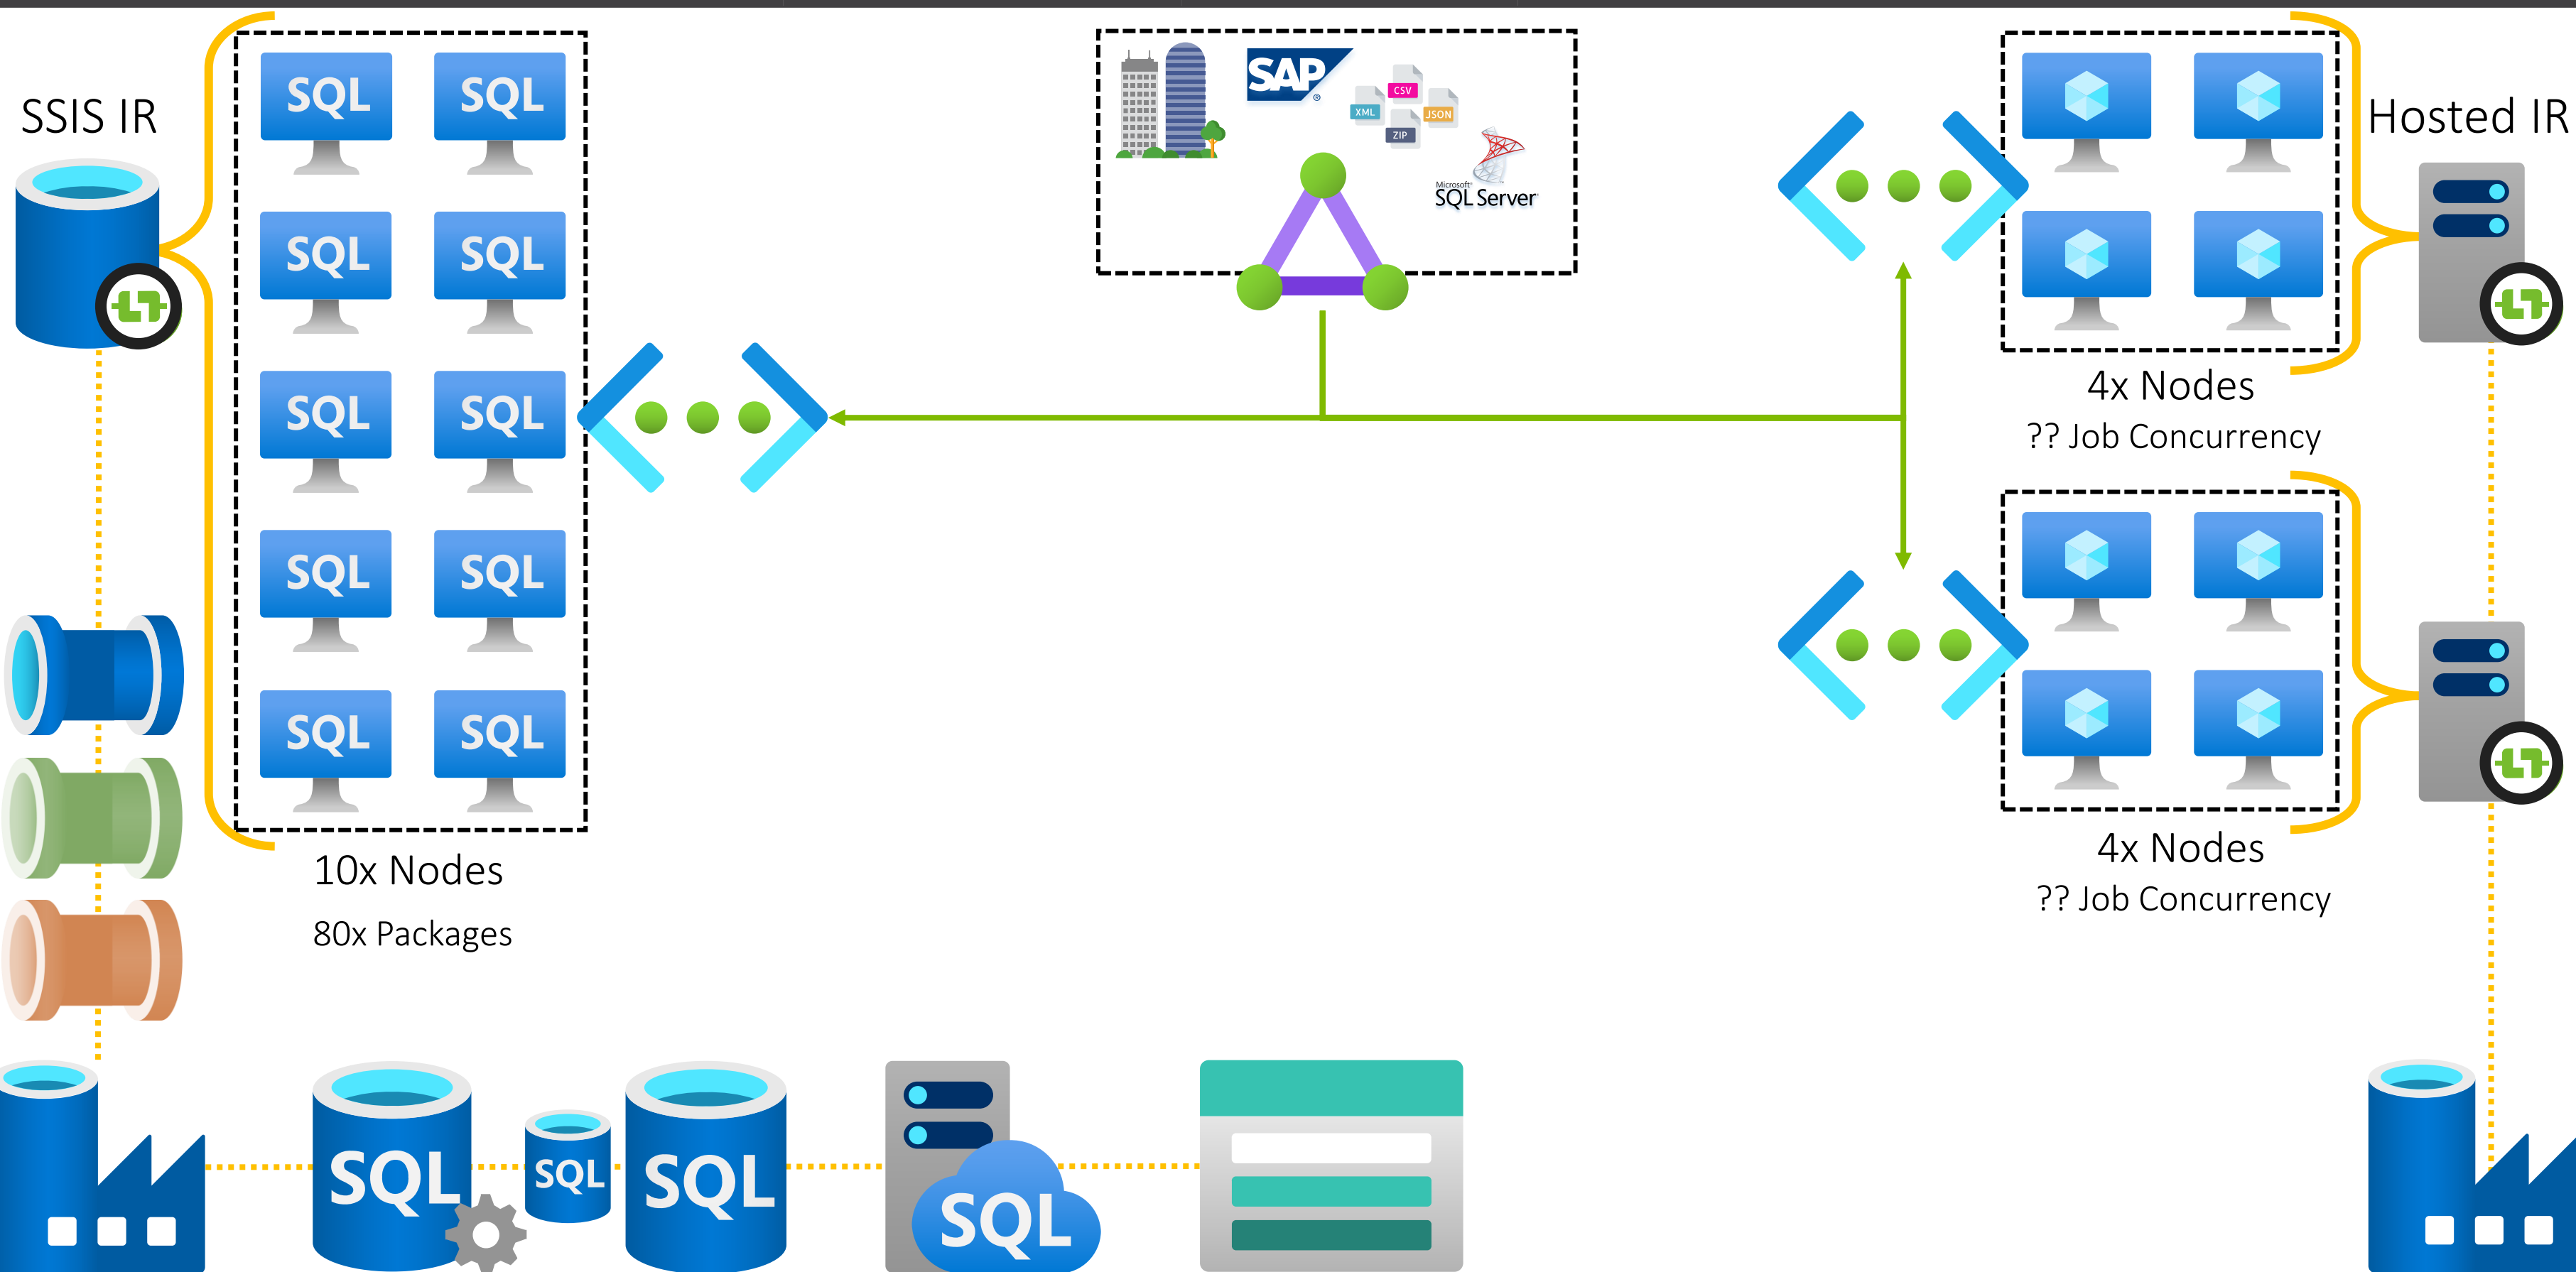 SSIS IR
SQL SQL
SQL SQL
SQL SQL
SQL SQL
SQL SQL
10x Nodes
80x Packages
SAP
®
CSV
XML
JSON
ZIP
Microsoft®
SQL Server
Hosted IR
4x Nodes
?? Job Concurrency
4x Nodes
?? Job Concurrency
SQL SQL SQL SQL